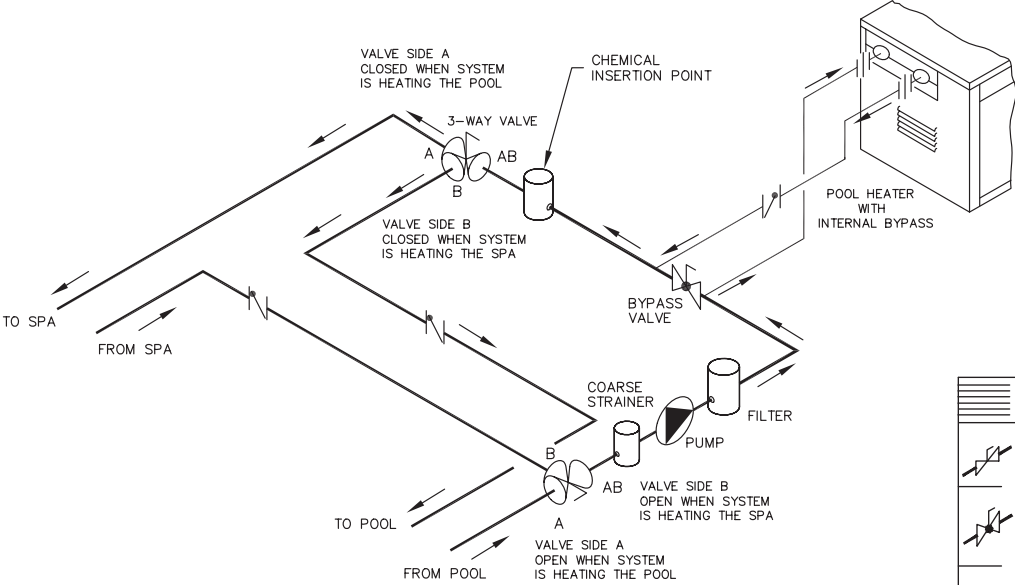 VALVE SIDE A
CLOSED WHEN SYSTEM
IS HEATING THE POOL
CHEMICAL
INSERTION POINT
3-WAY VALVE
A
AB
B
POOL HEATER
WITH
INTERNAL BYPASS
VALVE SIDE B
CLOSED WHEN SYSTEM
IS HEATING THE SPA
BYPASS
VALVE
TO SPA
FROM SPA
COARSE
STRAINER
FILTER
PUMP
B
AB
A
VALVE SIDE B
OPEN WHEN SYSTEM
IS HEATING THE SPA
TO POOL
VALVE SIDE A
OPEN WHEN SYSTEM
IS HEATING THE POOL
FROM POOL